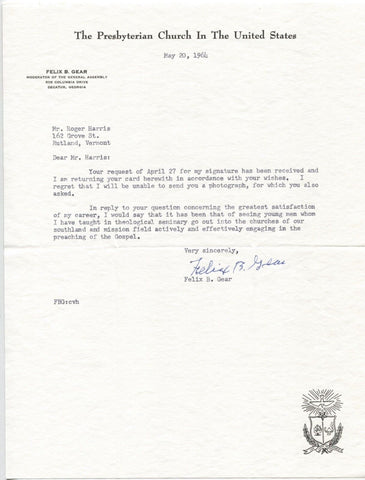 The Presbyterian Church In The United States
May 20, 1964
FELIX B. GEAR
MODERATOR OF THE GENERAL ASSEMBLY
COLUMBIA DRIVE
DECATUR, GEORGIA
Mr. Roger Harris
162 Grove St.
Rutland, Vermont
Dear Mr. Harris:
Your request of April 27 for my signature has been received and
I am returning your card herewith in accordance with your wishes. I
regret that I will be unable to send you a photograph, for which you also
asked.
In reply to your question concerning the greatest satisfaction
of my career, I would say that it has been that of seeing young men whom
I have taught in theological seminary go out into the churches of our
southland and mission field actively and effectively engaging in the
preaching of the Gospel.
Very sincerely,
Felix B. Gear
Felix B. Gear
FBG:cvh